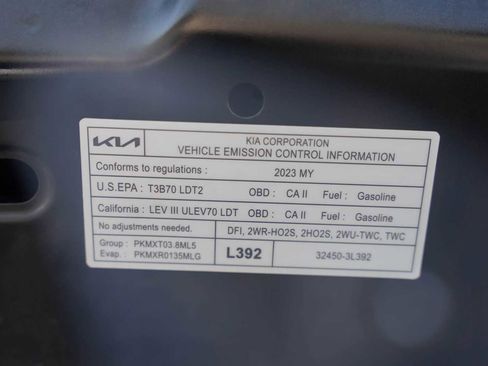 KIA
KIA CORPORATION
VEHICLE EMISSION CONTROL INFORMATION
Conforms to regulations : 2023 MY
U.S.EPA : T3B70 LDT2 OBD : CA II Fuel : Gasoline
California : LEV III ULEV70 LDT OBD : CA II Fuel : Gasoline
No adjustments needed. DFI, 2WR-HO2S, 2HO2S, 2WU-TWC, TWC
Group : PKMXT03.8ML5
Evap. : PKMXR0135MLG
L392
32450-3L392